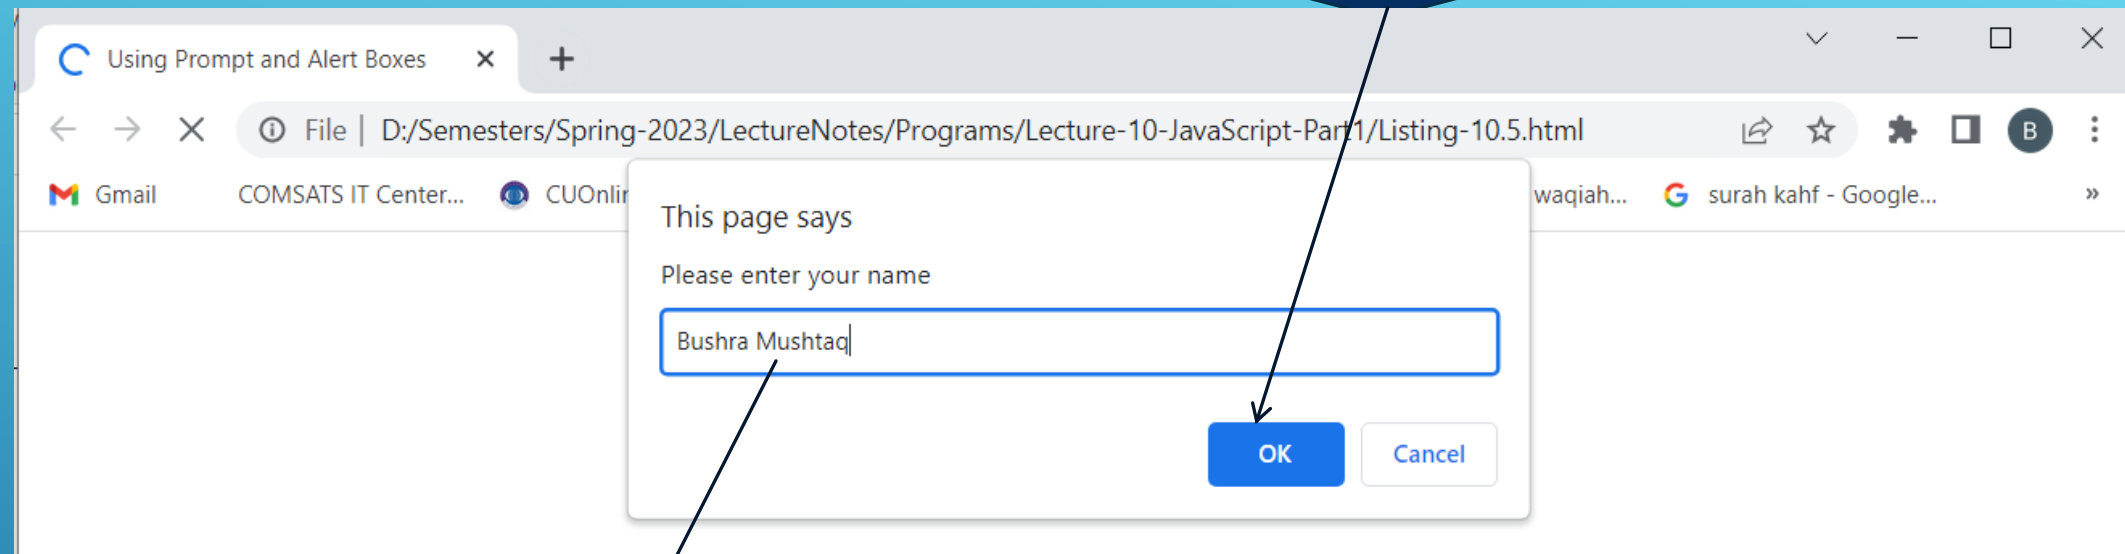 Using Prompt and Alert Boxes
File | D:/Semesters/Spring-2023/LectureNotes/Programs/Lecture-10-JavaScript-Part1/Listing-10.5.html
B
Gmail COMSATS IT Center... waqiah... surah kahf - Google... »
This page says
Please enter your name
Bushra Mushtaq
OK Cancel